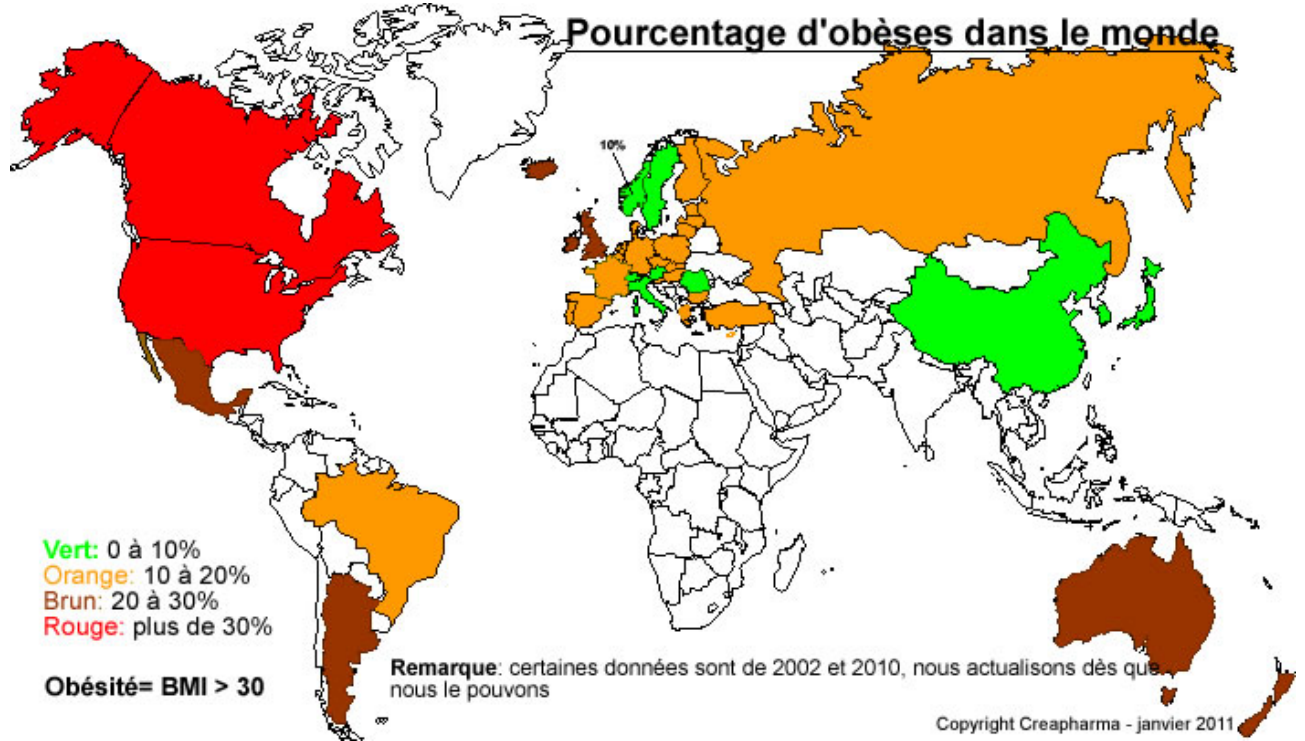 Pourcentage d'obèses dans le monde
10%
Vert: 0 à 10%
Orange: 10 à 20%
Brun: 20 à 30%
Rouge: plus de 30%
Obésité= BMI > 30
Remarque: certaines données sont de 2002 et 2010, nous actualisons dès que
nous le pouvons
Copyright Creapharma - janvier 2011